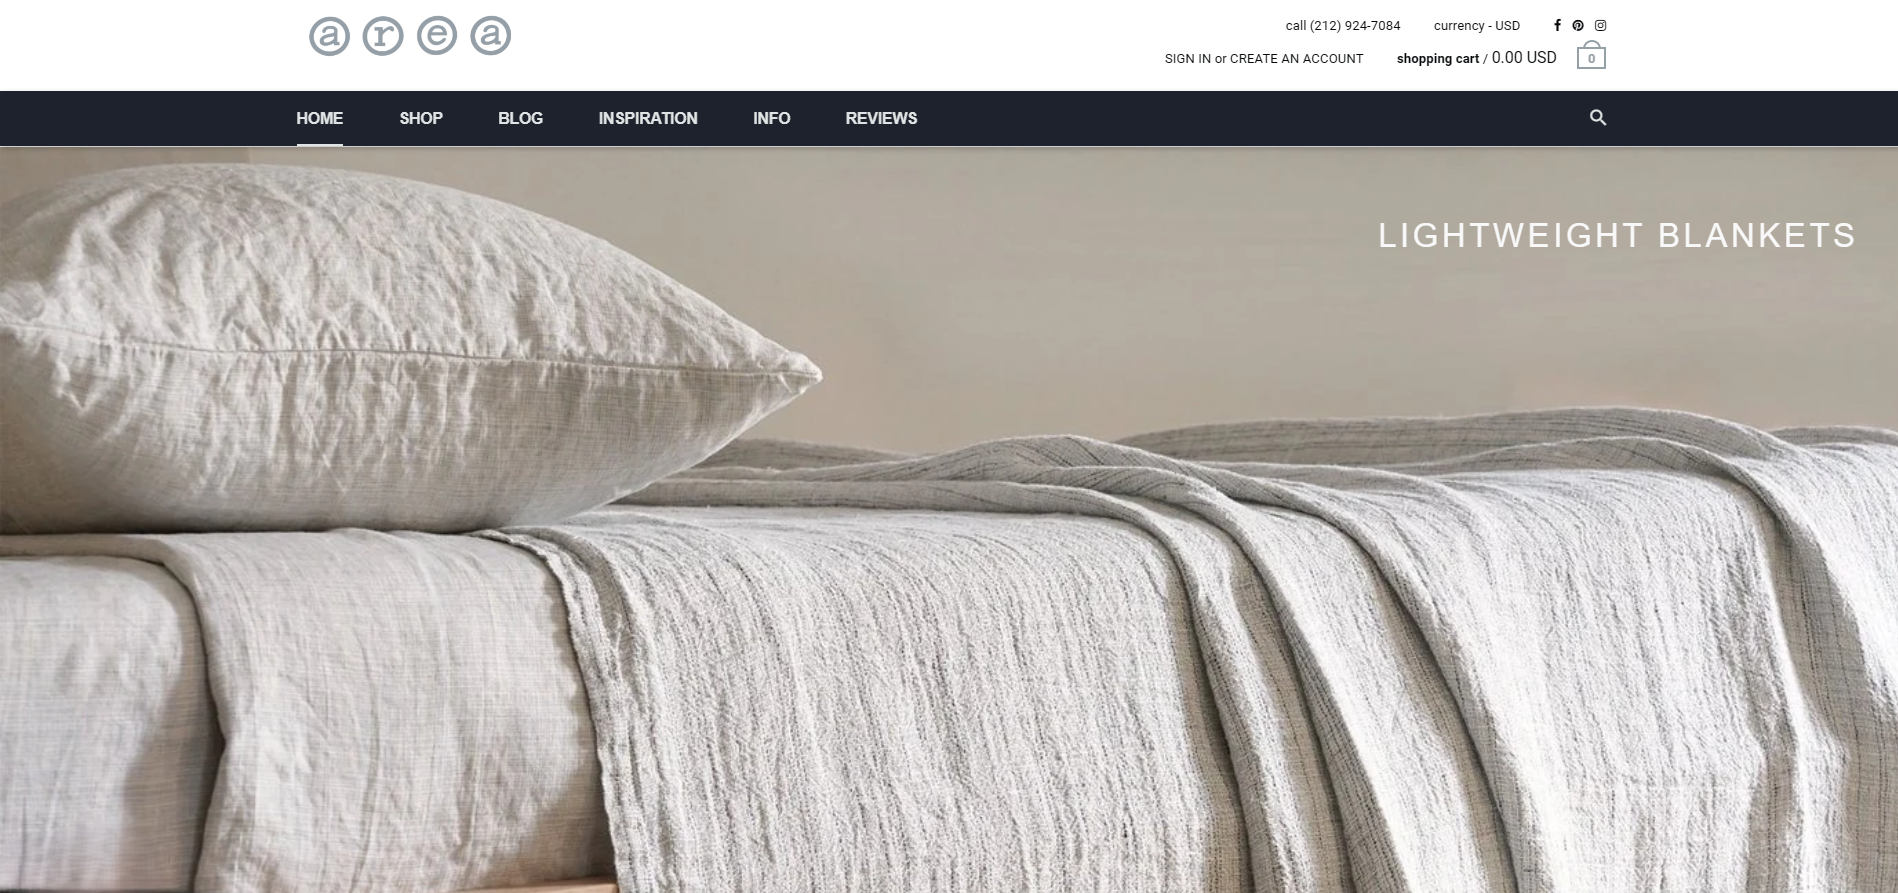 area
call (212) 924-7084 currency - USD
SIGN IN or CREATE AN ACCOUNT shopping cart / 0.00 USD 0
HOME SHOP BLOG INSPIRATION INFO REVIEWS
LIGHTWEIGHT BLANKETS